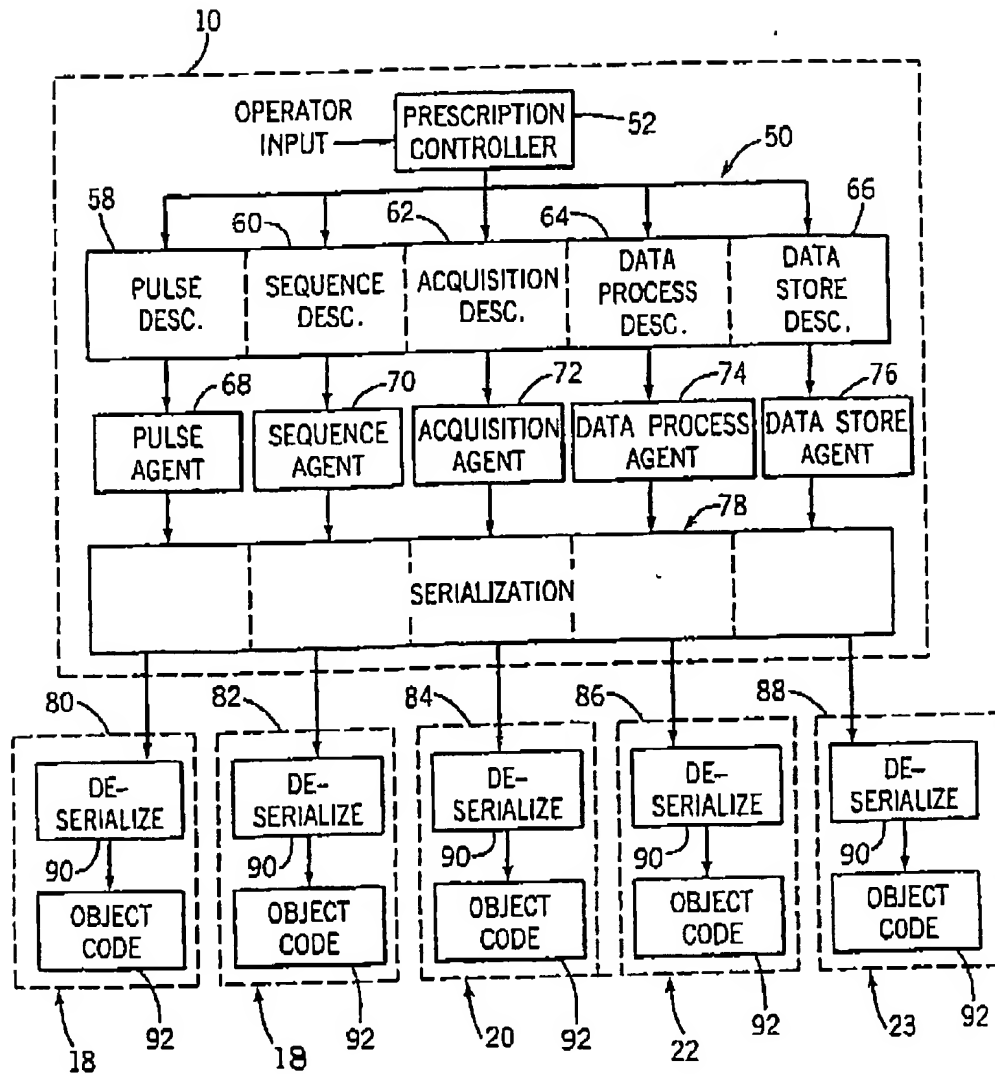 10
OPERATOR
INPUT
PRESCRIPTION
CONTROLLER
52
50
58
60
62
64
66
PULSE
DESC.
SEQUENCE
DESC.
ACQUISITION
DESC.
DATA
PROCESS
DESC.
DATA
STORE
DESC.
68
70
72
74
76
PULSE
AGENT
SEQUENCE
AGENT
ACQUISITION
AGENT
DATA PROCESS
AGENT
DATA STORE
AGENT
78
SERIALIZATION
80
82
84
86
88
DE-
SERIALIZE
DE-
SERIALIZE
DE-
SERIALIZE
DE-
SERIALIZE
DE-
SERIALIZE
90
90
90
90
90
OBJECT
CODE
OBJECT
CODE
OBJECT
CODE
OBJECT
CODE
OBJECT
CODE
18
92
18
92
20
92
22
92
23
92